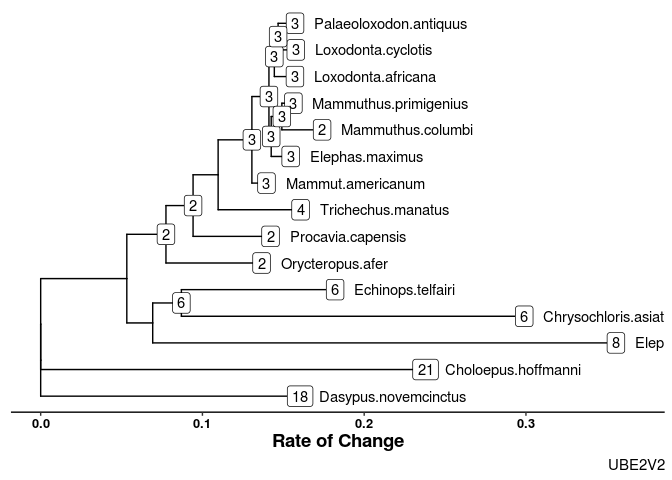 3 Palaeoloxodon.antiquus
3
3 Loxodonta.cyclotis
3
3 Loxodonta.africana
3
3 Mammuthus.primigenius
3
2 Mammuthus.columbi
3
3
3 Elephas.maximus
3 Mammut.americanum
2
4 Trichechus.manatus
2
2 Procavia.capensis
2 Orycteropus.afer
6 Echinops.telfairi
6
6 Chrysochloris.asiat
8 Elep
21 Choloepus.hoffmanni
18 Dasypus.novemcinctus
0.0 0.1 0.2 0.3
Rate of Change
UBE2V2